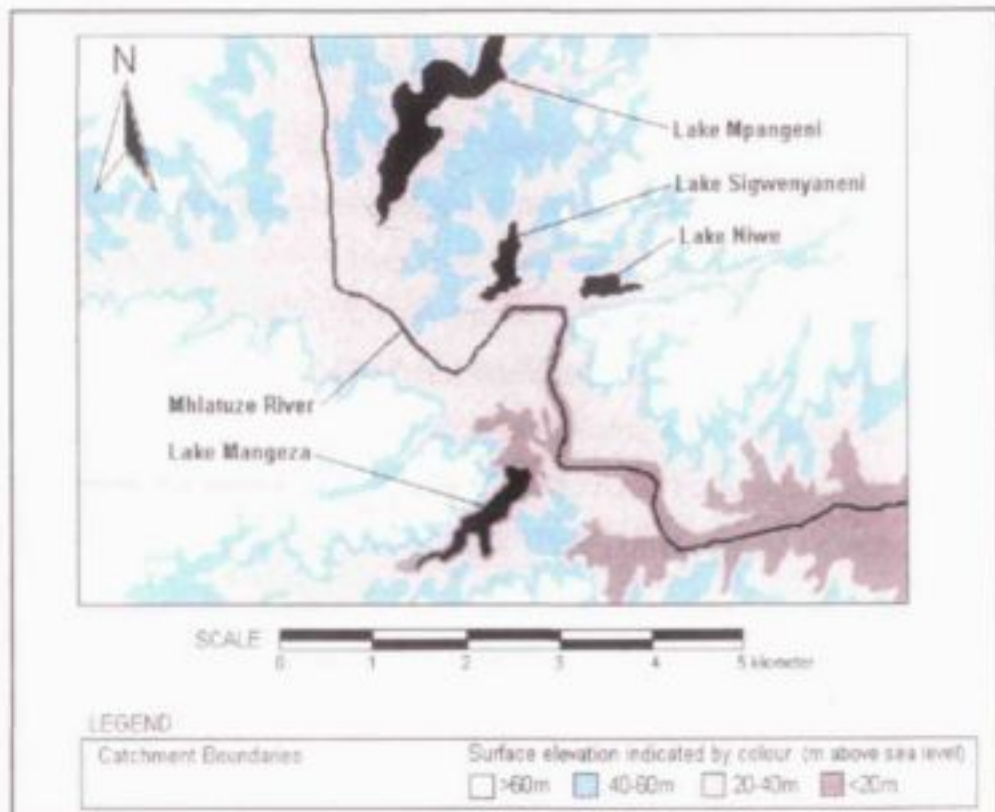 N
Lake Mpangeni
Lake Sigwenyaneni
Lake Niwe
Mhlatuze River
Lake Mangeza
SCALE
0 1 2 3 4 5 kilometer
LEGEND
Catchment Boundaries
Surface elevation indicated by colour (m above sea level)
>60m 40-60m 20-40m <20m